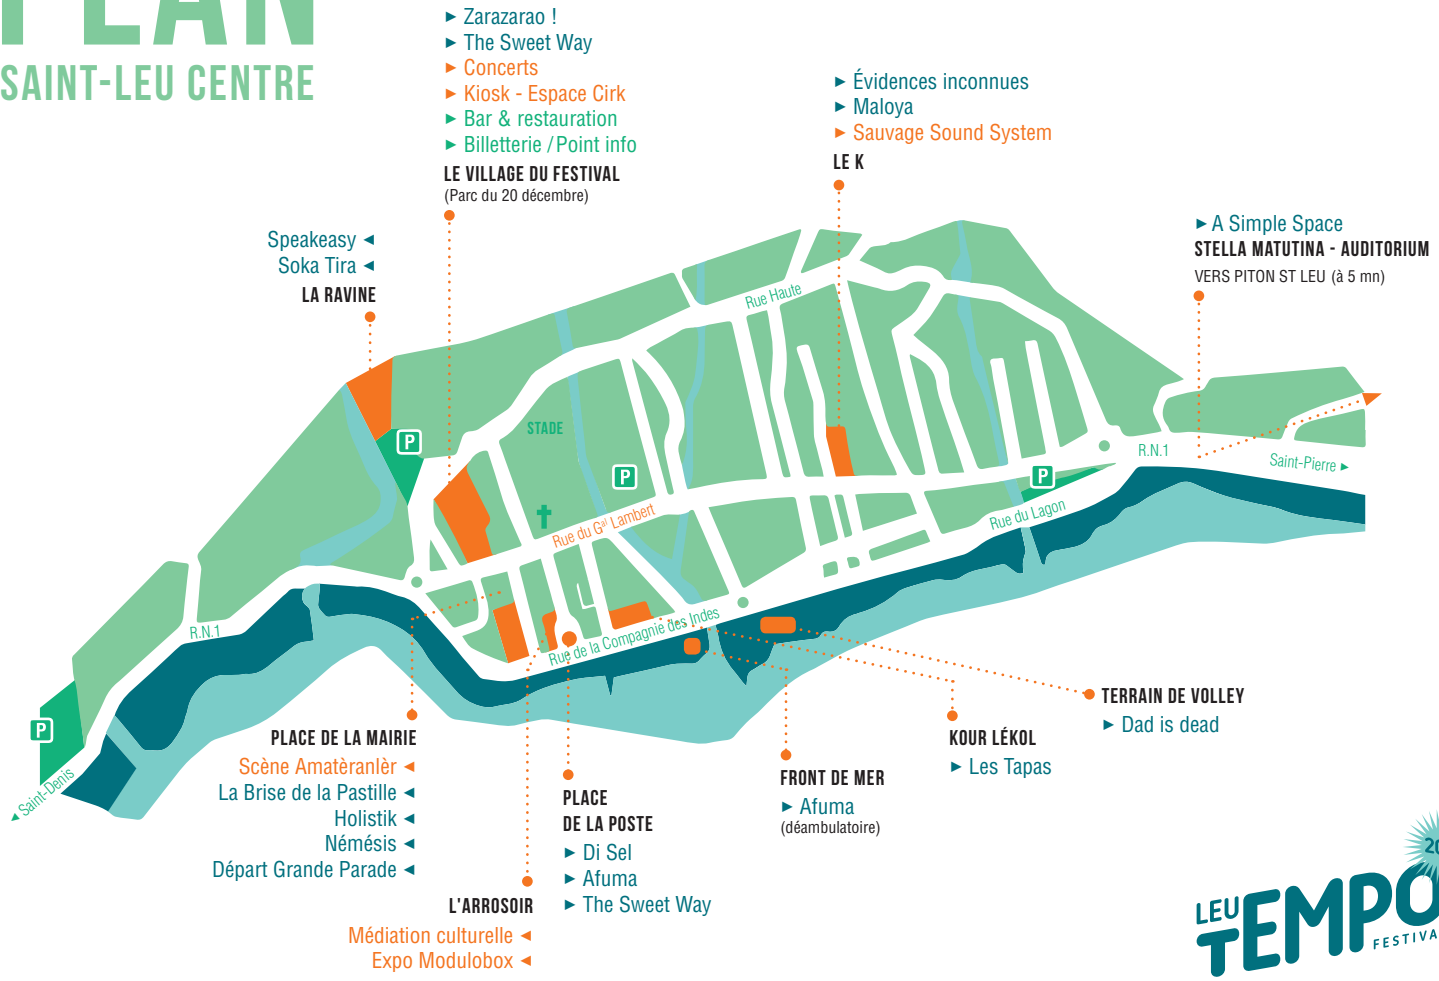 PLAN
SAINT-LEU CENTRE
► Zarazarao !
► The Sweet Way
► Concerts
► Kiosk - Espace Cirk
► Bar & restauration
► Billetterie / Point info
LE VILLAGE DU FESTIVAL
(Parc du 20 décembre)
► Évidences inconnues
► Maloya
► Sauvage Sound System
LE K
► A Simple Space
STELLA MATUTINA - AUDITORIUM
VERS PITON ST LEU (à 5 mn)
Speakeasy ◄
Soka Tira ◄
LA RAVINE
Rue Haute
STADE
P
P
P
P
R.N.1
Saint-Pierre ►
Rue du Gal Lambert
Rue du Lagon
R.N.1
Rue de la Compagnie des Indes
◄ Saint-Denis
PLACE DE LA MAIRIE
Scène Amatèranlèr ◄
La Brise de la Pastille ◄
Holistik ◄
Némésis ◄
Départ Grande Parade ◄
L'ARROSOIR
Médiation culturelle ◄
Expo Modulobox ◄
PLACE
DE LA POSTE
► Di Sel
► Afuma
► The Sweet Way
FRONT DE MER
► Afuma
(déambulatoire)
KOUR LÉKOL
► Les Tapas
TERRAIN DE VOLLEY
► Dad is dead
LEU
TEMPO